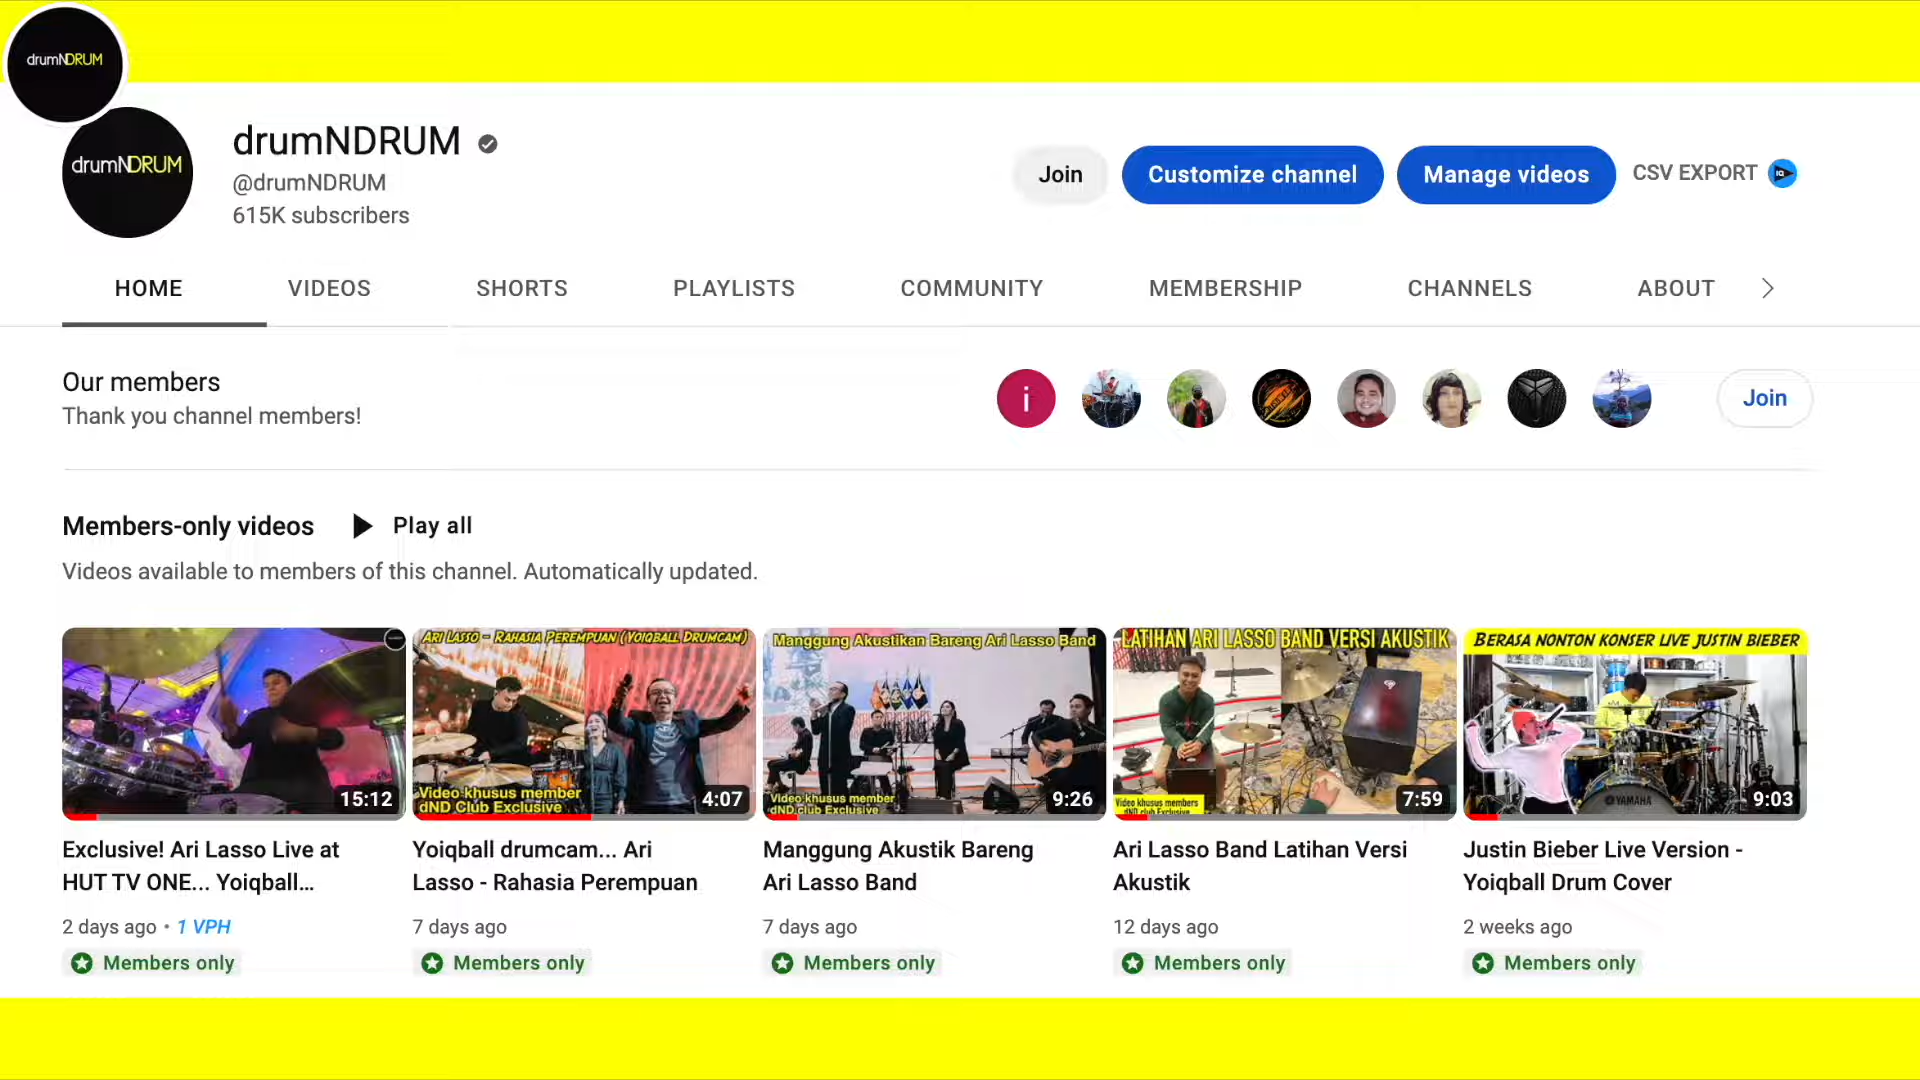 drumNDRUM
drumNDRUM
drumNDRUM
@drumNDRUM
615K subscribers
Join
Customize channel
Manage videos
CSV EXPORT
HOME
VIDEOS
SHORTS
PLAYLISTS
COMMUNITY
MEMBERSHIP
CHANNELS
ABOUT
Our members
Thank you channel members!
i
Join
Members-only videos
Play all
Videos available to members of this channel. Automatically updated.
15:12
ARI LASSO - RAHASIA PEREMPUAN (YOIQBALL DRUMCAM)
Video khusus member
dND Club Exclusive
4:07
Manggung Akustikan Bareng Ari Lasso Band
Video khusus member
dND club Exclusive
9:26
LATIHAN ARI LASSO BAND VERSI AKUSTIK
Video khusus members
dND club Exclusive
7:59
BERASA NONTON KONSER LIVE JUSTIN BIEBER
YAMAHA
9:03
Exclusive! Ari Lasso Live at
HUT TV ONE... Yoiqball...
2 days ago • 1 VPH
Members only
Yoiqball drumcam... Ari
Lasso - Rahasia Perempuan
7 days ago
Members only
Manggung Akustik Bareng
Ari Lasso Band
7 days ago
Members only
Ari Lasso Band Latihan Versi
Akustik
12 days ago
Members only
Justin Bieber Live Version -
Yoiqball Drum Cover
2 weeks ago
Members only